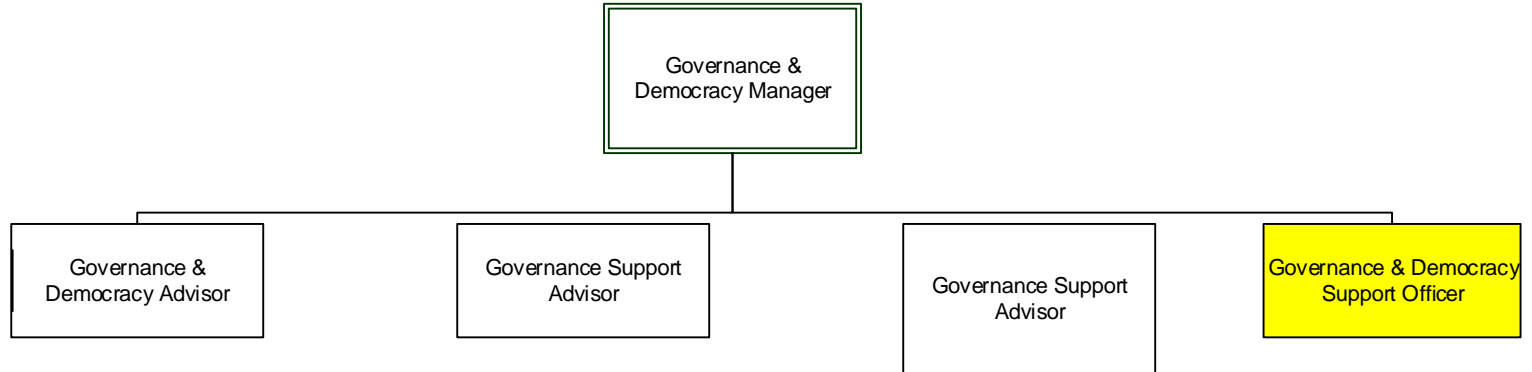 Governance &
Democracy Manager
Governance &
Democracy Advisor
Governance Support
Advisor
Governance Support
Advisor
Governance & Democracy
Support Officer